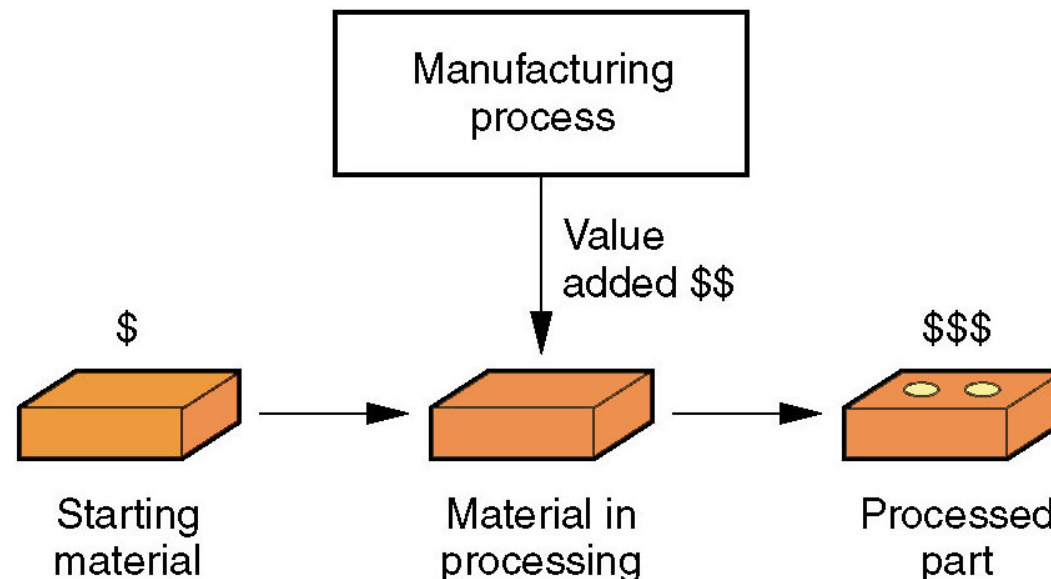 Manufacturing
process
Value
added $$
$
$$$
Starting
material
Material in
processing
Processed
part